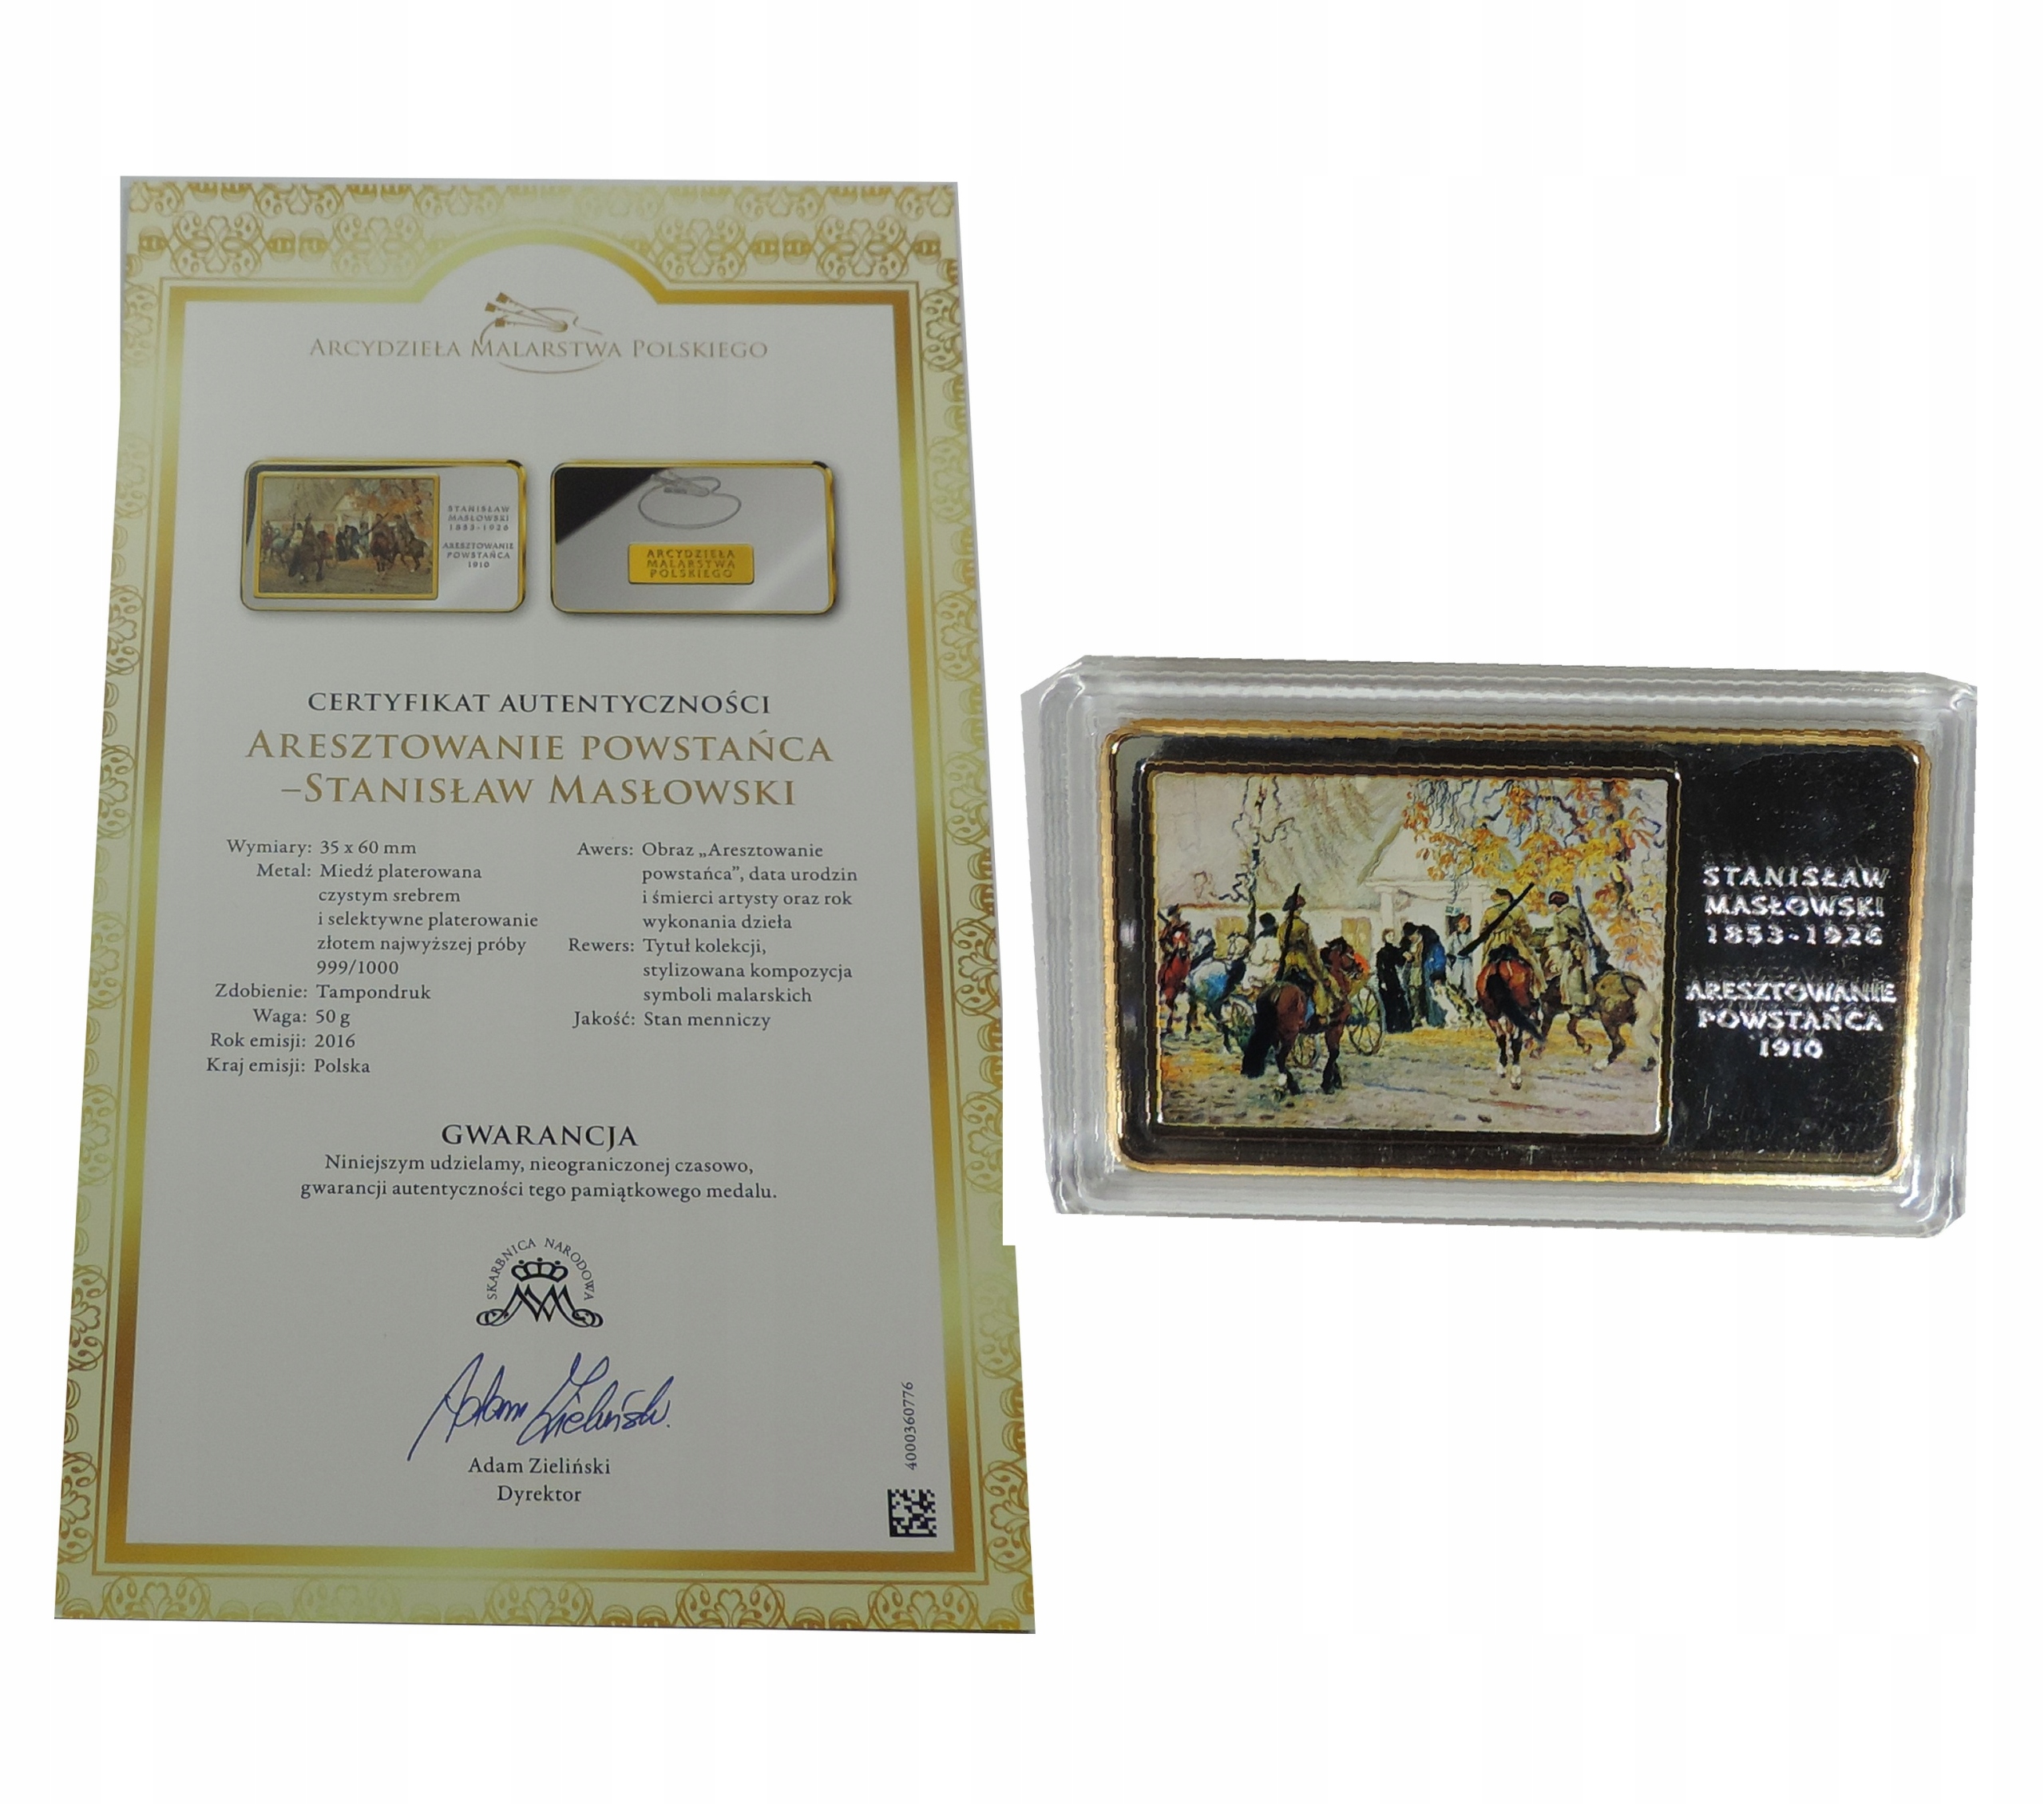 ARCYDZIEŁA MALARSTWA POLSKIEGO
STANISŁAW
MASŁOWSKI
1853-1926
ARESZTOWANIE
POWSTAŃCA
1910
ARCYDZIEŁA
MALARSTWA
POLSKIEGO
CERTYFIKAT AUTENTYCZNOŚCI
ARESZTOWANIE POWSTAŃCA
–STANISŁAW MASŁOWSKI
Wymiary: 35 x 60 mm
Metal: Miedź platerowana
czystym srebrem
i selektywne platerowanie
złotem najwyższej próby
999/1000
Zdobienie: Tampondruk
Waga: 50 g
Rok emisji: 2016
Kraj emisji: Polska
Awers: Obraz „Aresztowanie
powstańca”, data urodzin
i śmierci artysty oraz rok
wykonania dzieła
Rewers: Tytuł kolekcji,
stylizowana kompozycja
symboli malarskich
Jakość: Stan menniczy
GWARANCJA
Niniejszym udzielamy, nieograniczonej czasowo,
gwarancji autentyczności tego pamiątkowego medalu.
SKARBNICA NARODOWA
Adam Zieliński
Adam Zieliński
Dyrektor
4000360776
STANISŁAW
MASŁOWSKI
1853-1926
ARESZTOWANIE
POWSTAŃCA
1910